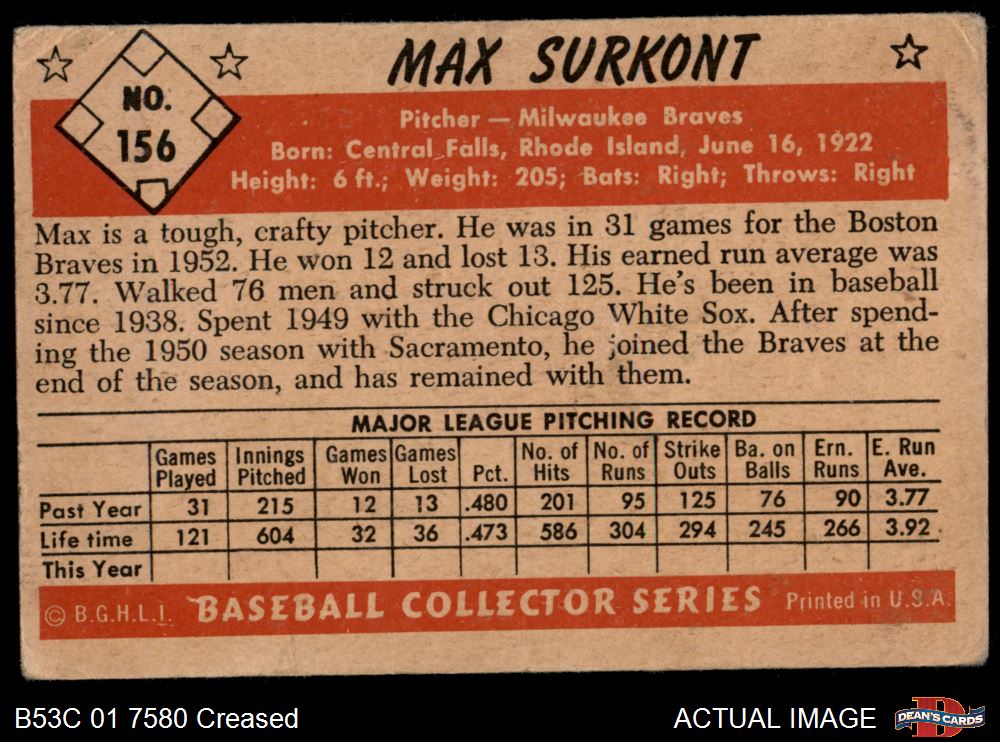 MAX SURKONT
NO.
156
Pitcher — Milwaukee Braves
Born: Central Falls, Rhode Island, June 16, 1922
Height: 6 ft.; Weight: 205; Bats: Right; Throws: Right
Max is a tough, crafty pitcher. He was in 31 games for the Boston
Braves in 1952. He won 12 and lost 13. His earned run average was
3.77. Walked 76 men and struck out 125. He's been in baseball
since 1938. Spent 1949 with the Chicago White Sox. After spend-
ing the 1950 season with Sacramento, he joined the Braves at the
end of the season, and has remained with them.
MAJOR LEAGUE PITCHING RECORD
Games Innings Games Games No. of No. of Strike Ba. on Ern. E. Run
Played Pitched Won Lost Pct. Hits Runs Outs Balls Runs Ave.
Past Year 31 215 12 13 .480 201 95 125 76 90 3.77
Life time 121 604 32 36 .473 586 304 294 245 266 3.92
This Year
© B.G.H.L.I. BASEBALL COLLECTOR SERIES Printed in U.S.A.
B53C 01 7580 Creased ACTUAL IMAGE DEAN'S CARDS